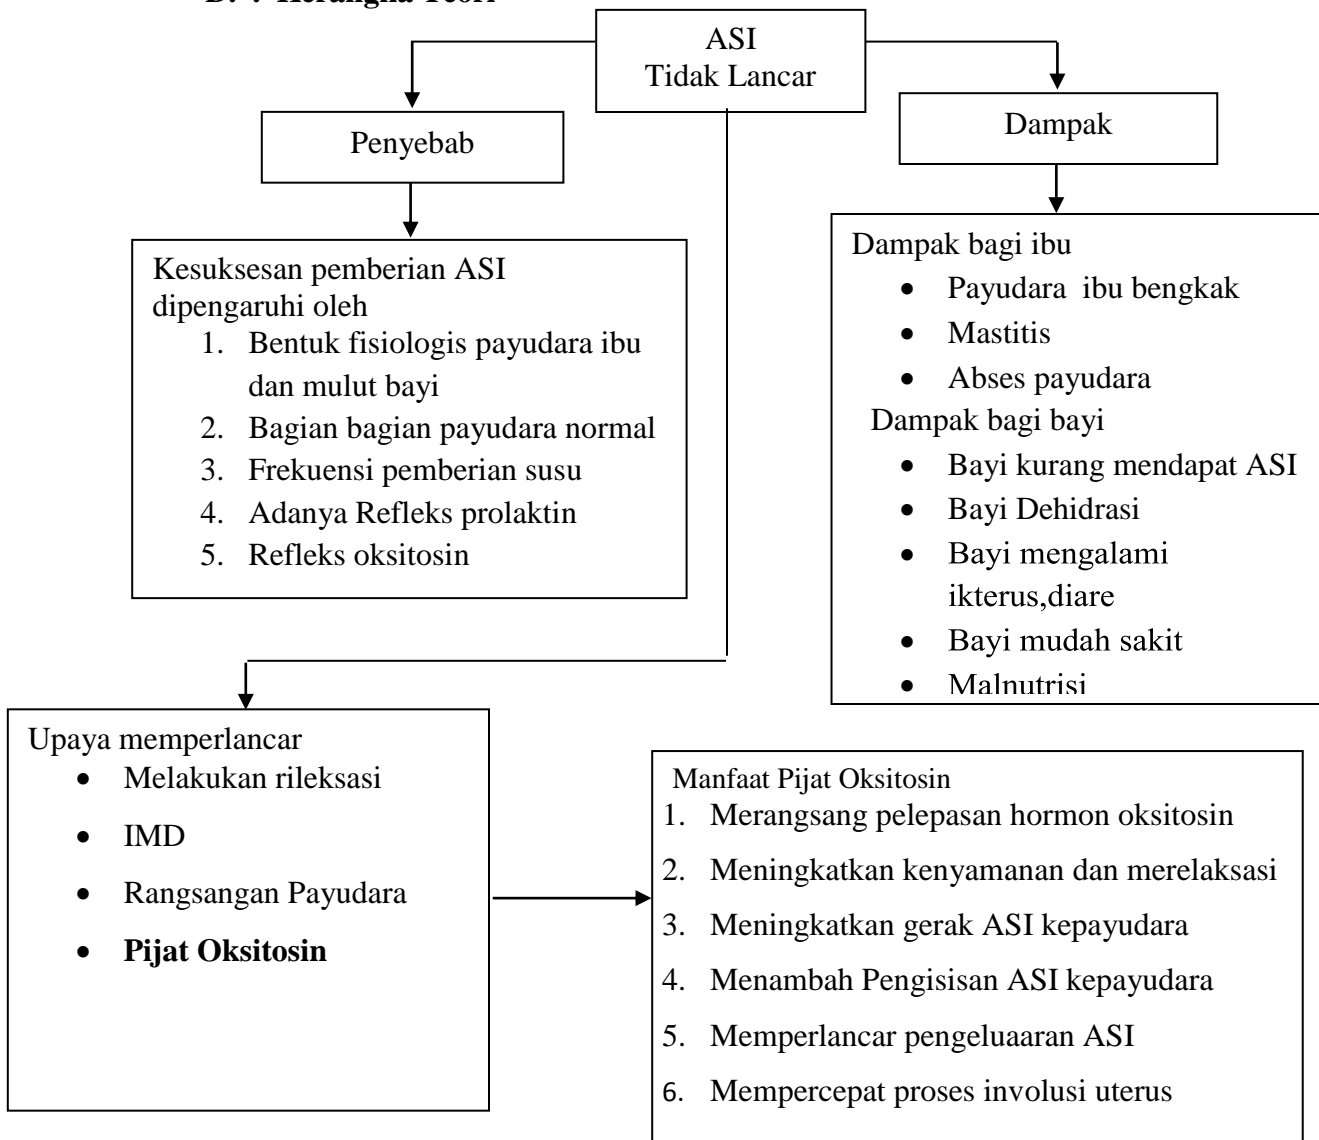 ASI
Tidak Lancar
Penyebab
Dampak
Kesuksesan pemberian ASI
dipengaruhi oleh
1. Bentuk fisiologis payudara ibu
dan mulut bayi
2. Bagian bagian payudara normal
3. Frekuensi pemberian susu
4. Adanya Refleks prolaktin
5. Refleks oksitosin
Dampak bagi ibu
• Payudara ibu bengkak
• Mastitis
• Abses payudara
Dampak bagi bayi
• Bayi kurang mendapat ASI
• Bayi Dehidrasi
• Bayi mengalami
ikterus,diare
• Bayi mudah sakit
• Malnutrisi
Upaya memperlancar
• Melakukan rileksasi
• IMD
• Rangsangan Payudara
• Pijat Oksitosin
Manfaat Pijat Oksitosin
1. Merangsang pelepasan hormon oksitosin
2. Meningkatkan kenyamanan dan merelaksasi
3. Meningkatkan gerak ASI kepayudara
4. Menambah Pengisisan ASI kepayudara
5. Memperlancar pengeluaaran ASI
6. Mempercepat proses involusi uterus